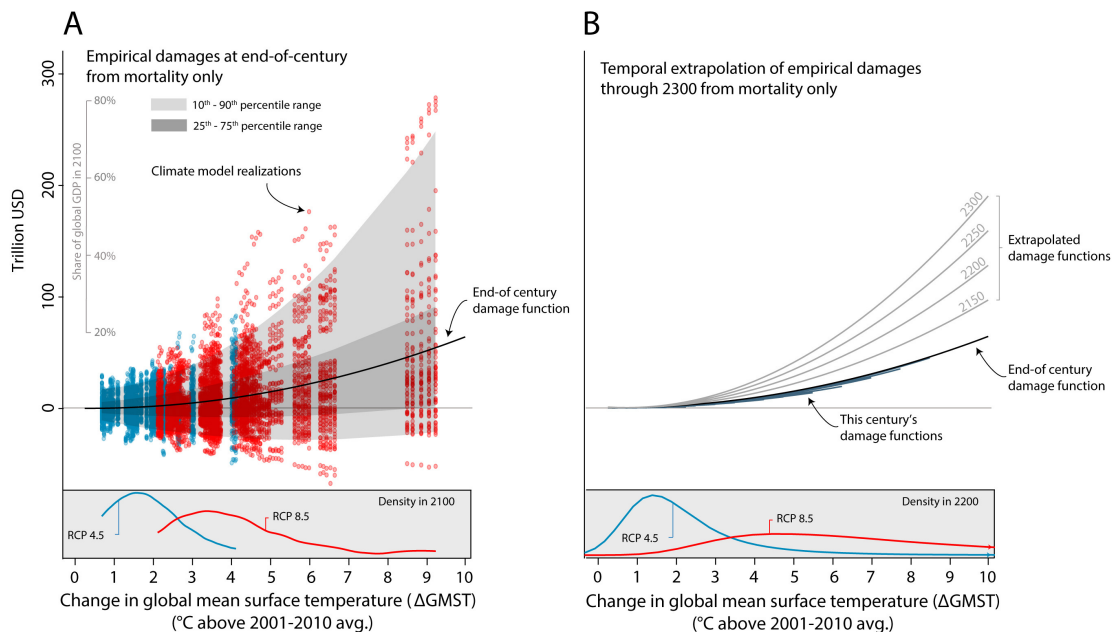 A
Empirical damages at end-of-century
from mortality only
10th - 90th percentile range
25th - 75th percentile range
Climate model realizations
End-of century
damage function
Trillion USD
300
200
100
0
Share of global GDP in 2100
80%
60%
40%
20%
Density in 2100
RCP 4.5
RCP 8.5
0 1 2 3 4 5 6 7 8 9 10
Change in global mean surface temperature (ΔGMST)
(°C above 2001-2010 avg.)
B
Temporal extrapolation of empirical damages
through 2300 from mortality only
2300
2250
2200
2150
Extrapolated
damage functions
End-of century
damage function
This century's
damage functions
Density in 2200
RCP 4.5
RCP 8.5
0 1 2 3 4 5 6 7 8 9 10
Change in global mean surface temperature (ΔGMST)
(°C above 2001-2010 avg.)